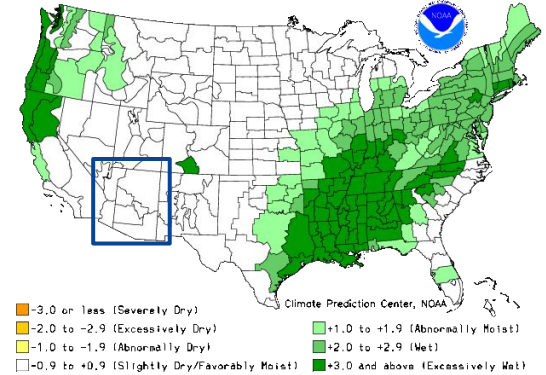 NOAA
Climate Prediction Center, NOAA
-3.0 or less (Severely Dry)
-2.0 to -2.9 (Excessively Dry)
-1.0 to -1.9 (Abnormally Dry)
-0.9 to +0.9 (Slightly Dry/Favorably Moist)
+1.0 to +1.9 (Abnormally Moist)
+2.0 to +2.9 (Wet)
+3.0 and above (Excessively Wet)